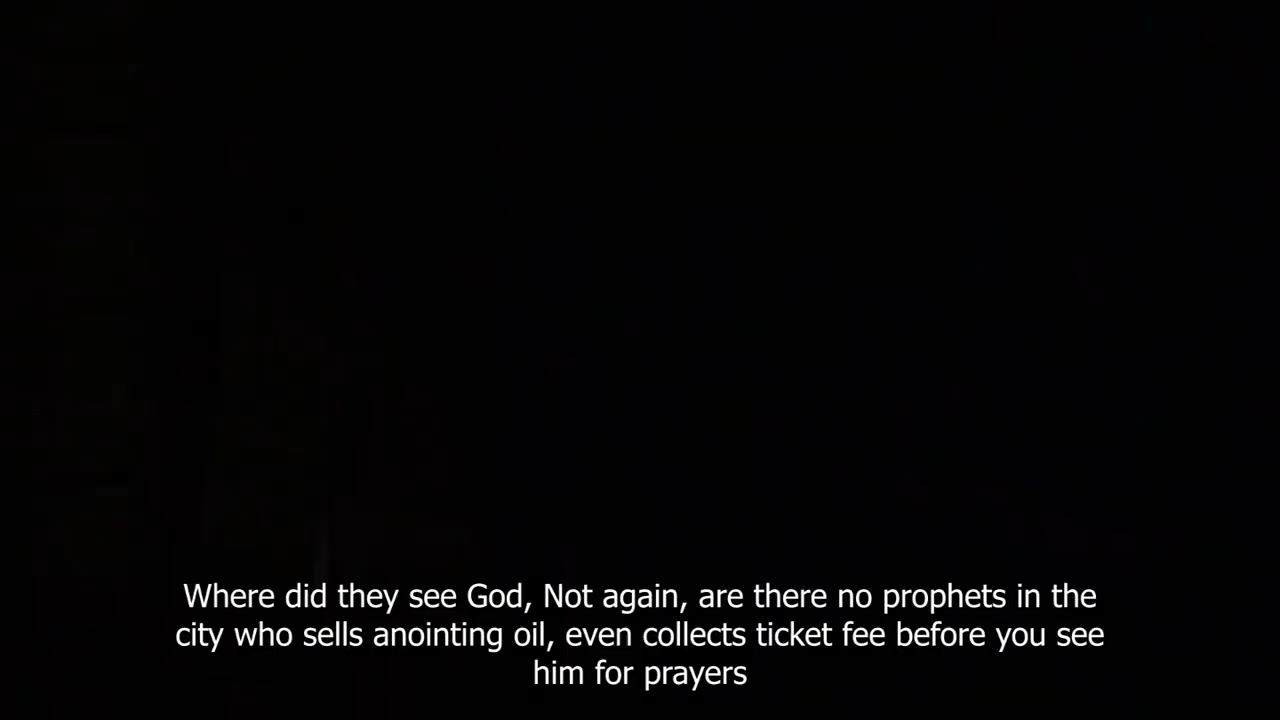 Where did they see God, Not again, are there no prophets in the
city who sells anointing oil, even collects ticket fee before you see
him for prayers